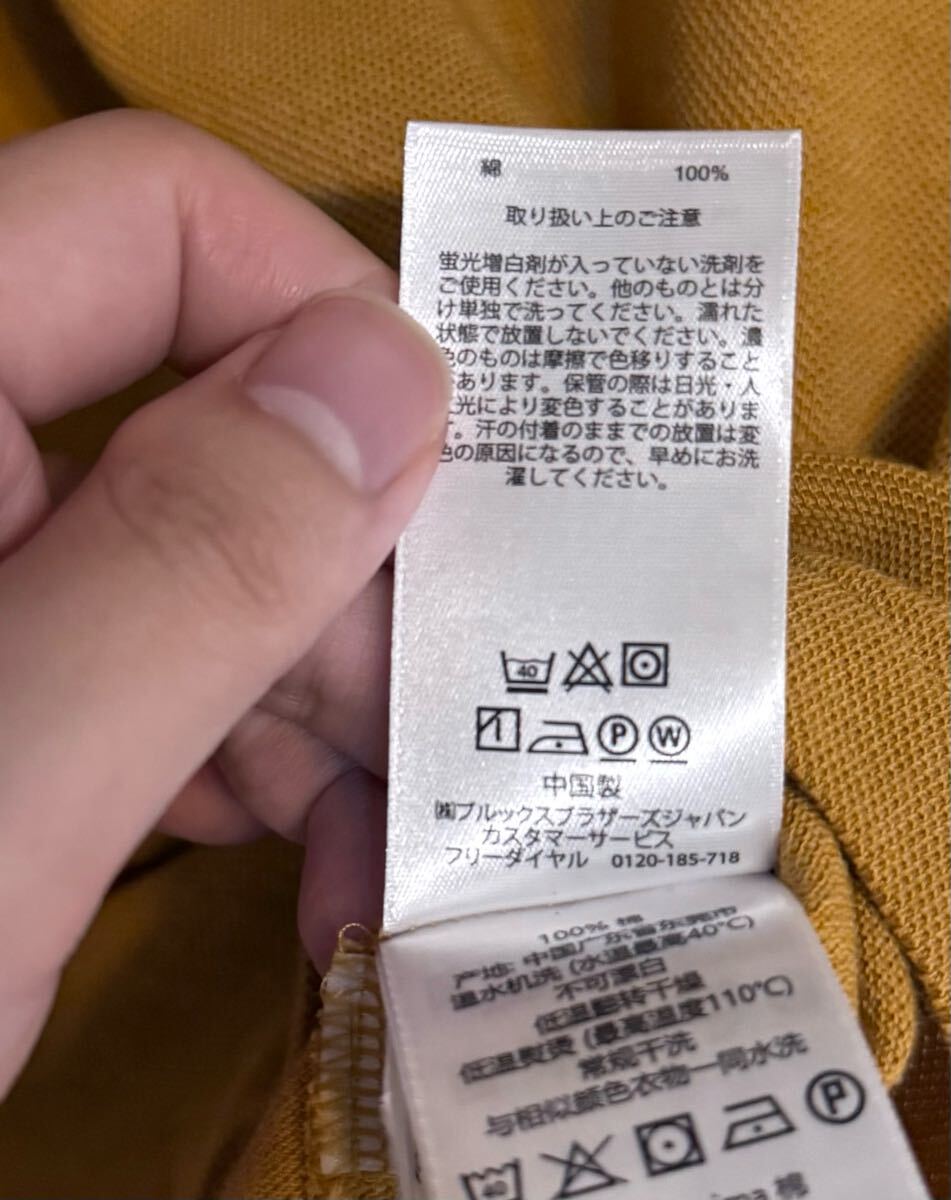 綿 100%
取り扱い上のご注意
蛍光増白剤が入っていない洗剤を
ご使用ください。他のものとは分
け単独で洗ってください。濡れた
状態で放置しないでください。濃
色のものは摩擦で色移りすること
があります。保管の際は日光・人
工光により変色することがありま
す。汗の付着のままでの放置は変
色の原因になるので、早めにお洗
濯してください。
40
P W
中国製
㈱ブルックスブラザーズジャパン
カスタマーサービス
フリーダイヤル 0120-185-718
100% 棉
产地: 中国广东省东莞市
温水机洗 (水温最高40°C)
不可漂白
低温翻转干燥
低温熨烫 (最高温度110°C)
常规干洗
与相似颜色衣物一同水洗
40 P
棉